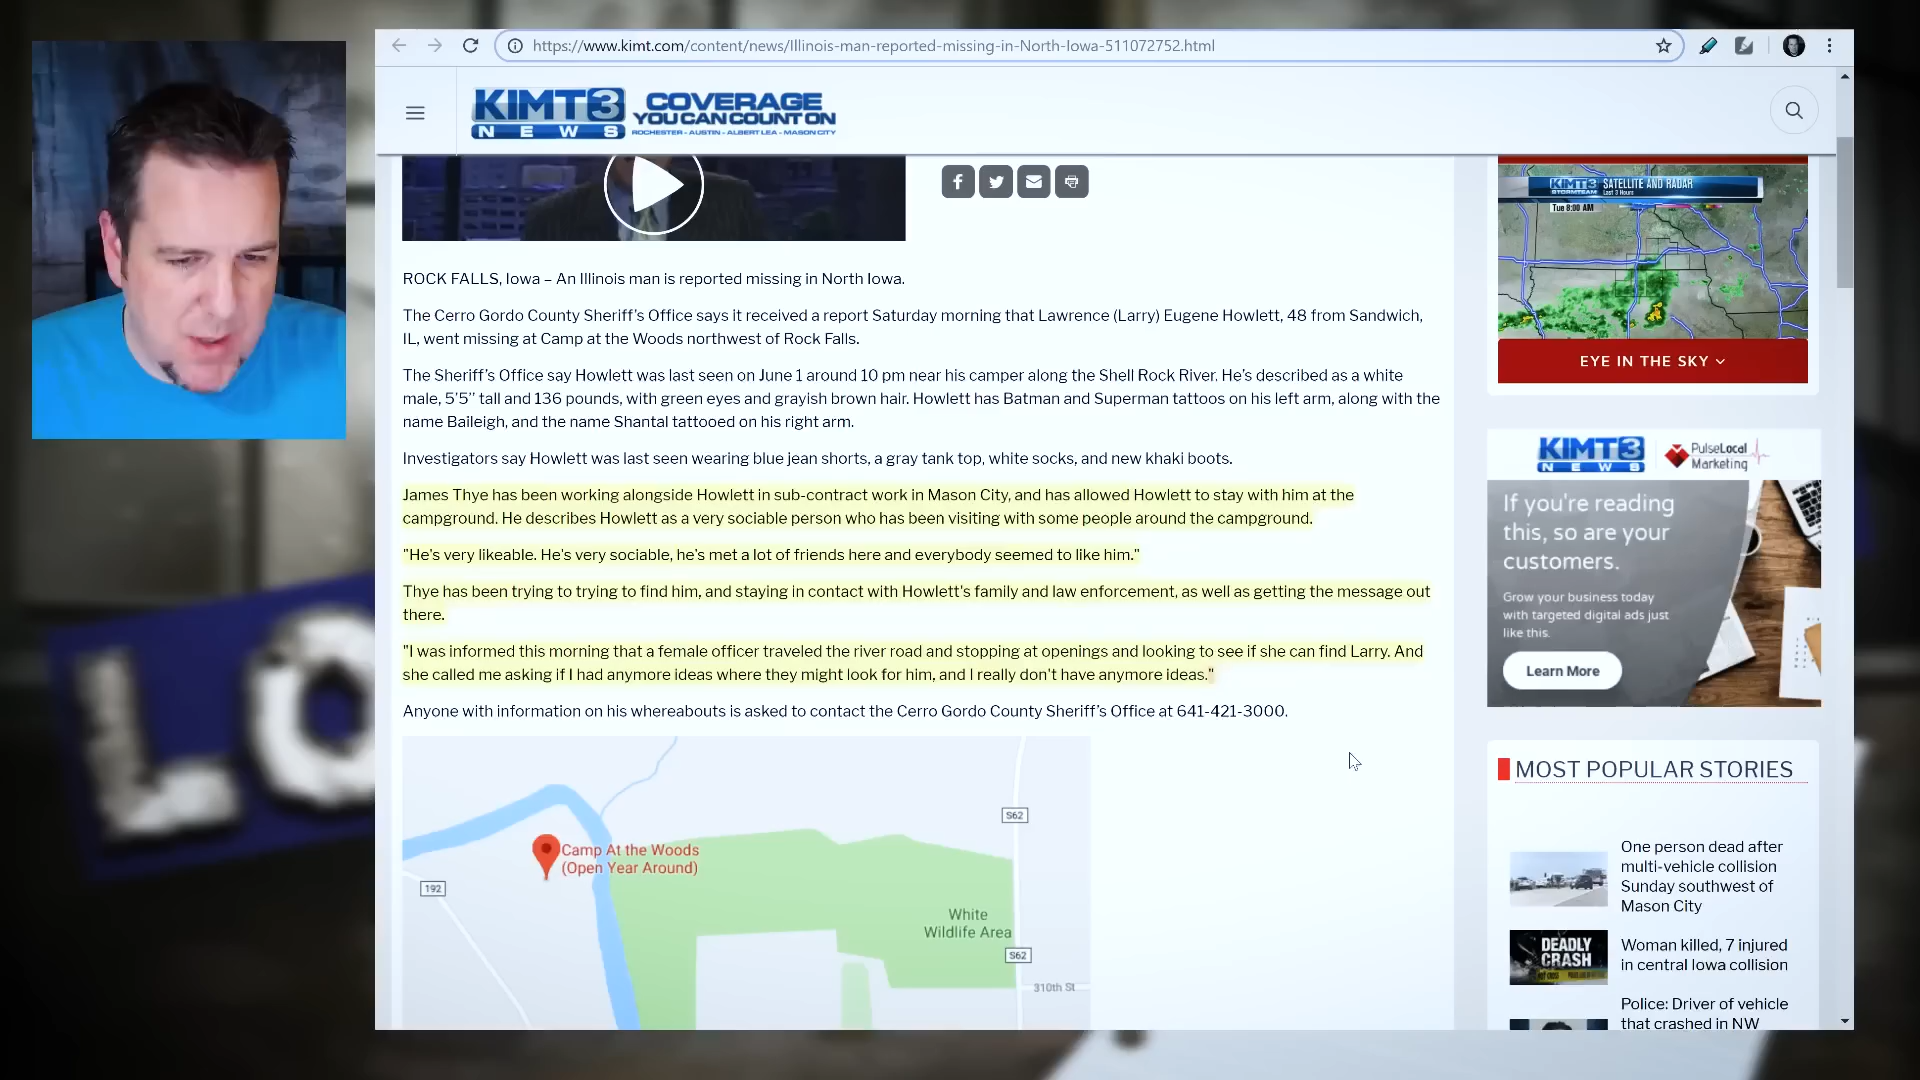 https://www.kimt.com/content/news/Illinois-man-reported-missing-in-North-Iowa-511072752.html
KIMT 3
NEWS
COVERAGE
YOU CAN COUNT ON
ROCHESTER - AUSTIN - ALBERT LEA - MASON CITY
KIMT 3 SATELLITE AND RADAR
STORMTEAM Last 3 Hours
Tue 8:00 AM
ROCK FALLS, Iowa – An Illinois man is reported missing in North Iowa.
The Cerro Gordo County Sheriff's Office says it received a report Saturday morning that Lawrence (Larry) Eugene Howlett, 48 from Sandwich,
IL, went missing at Camp at the Woods northwest of Rock Falls.
The Sheriff's Office say Howlett was last seen on June 1 around 10 pm near his camper along the Shell Rock River. He's described as a white
male, 5'5'' tall and 136 pounds, with green eyes and grayish brown hair. Howlett has Batman and Superman tattoos on his left arm, along with the
name Baileigh, and the name Shantal tattooed on his right arm.
Investigators say Howlett was last seen wearing blue jean shorts, a gray tank top, white socks, and new khaki boots.
James Thye has been working alongside Howlett in sub-contract work in Mason City, and has allowed Howlett to stay with him at the
campground. He describes Howlett as a very sociable person who has been visiting with some people around the campground.
"He's very likeable. He's very sociable, he's met a lot of friends here and everybody seemed to like him."
Thye has been trying to trying to find him, and staying in contact with Howlett's family and law enforcement, as well as getting the message out
there.
"I was informed this morning that a female officer traveled the river road and stopping at openings and looking to see if she can find Larry. And
she called me asking if I had anymore ideas where they might look for him, and I really don't have anymore ideas."
Anyone with information on his whereabouts is asked to contact the Cerro Gordo County Sheriff's Office at 641-421-3000.
S62
Camp At the Woods
(Open Year Around)
192
White
Wildlife Area
S62
310th St
EYE IN THE SKY
KIMT 3
NEWS
PulseLocal
Marketing
If you're reading
this, so are your
customers.
Grow your business today
with targeted digital ads just
like this.
Learn More
MOST POPULAR STORIES
One person dead after
multi-vehicle collision
Sunday southwest of
Mason City
DEADLY
CRASH
Woman killed, 7 injured
in central Iowa collision
Police: Driver of vehicle
that crashed in NW
LO